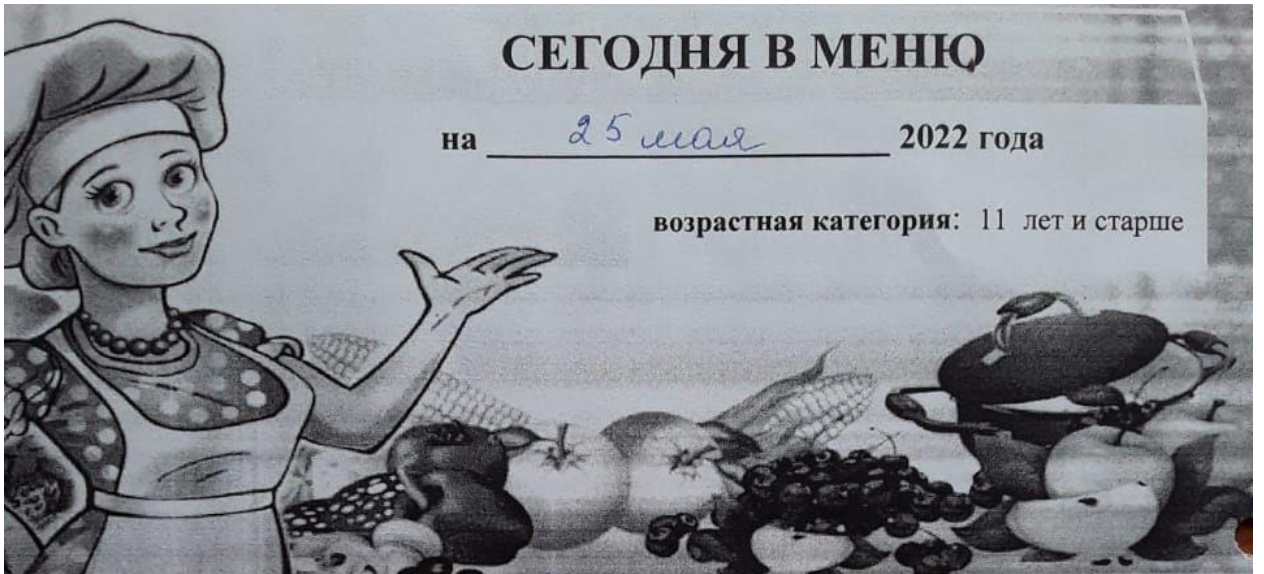 СЕГОДНЯ В МЕНЮ
на 25 мая 2022 года
возрастная категория: 11 лет и старше